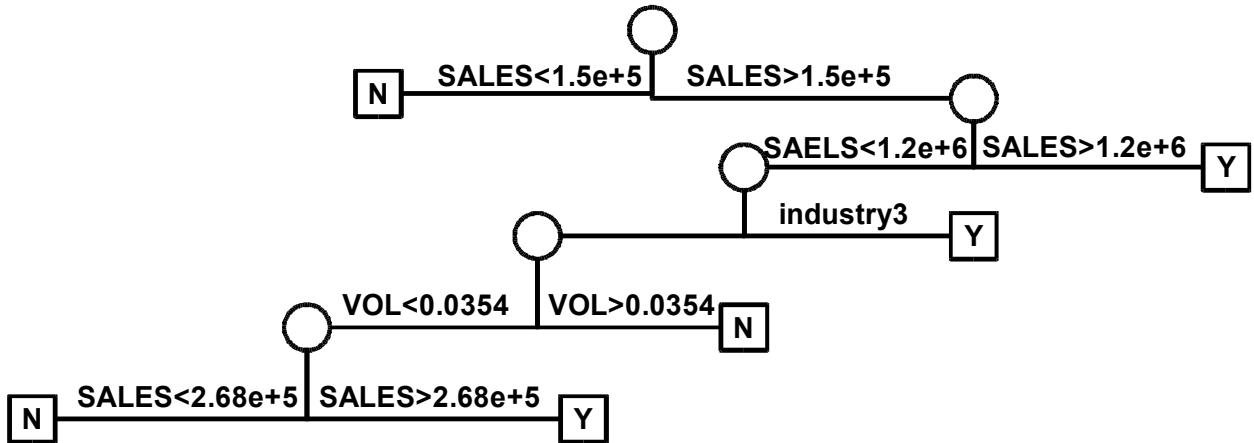 N SALES<1.5e+5 SALES>1.5e+5
SAELS<1.2e+6 SALES>1.2e+6 Y
industry3 Y
VOL<0.0354 VOL>0.0354 N
N SALES<2.68e+5 SALES>2.68e+5 Y